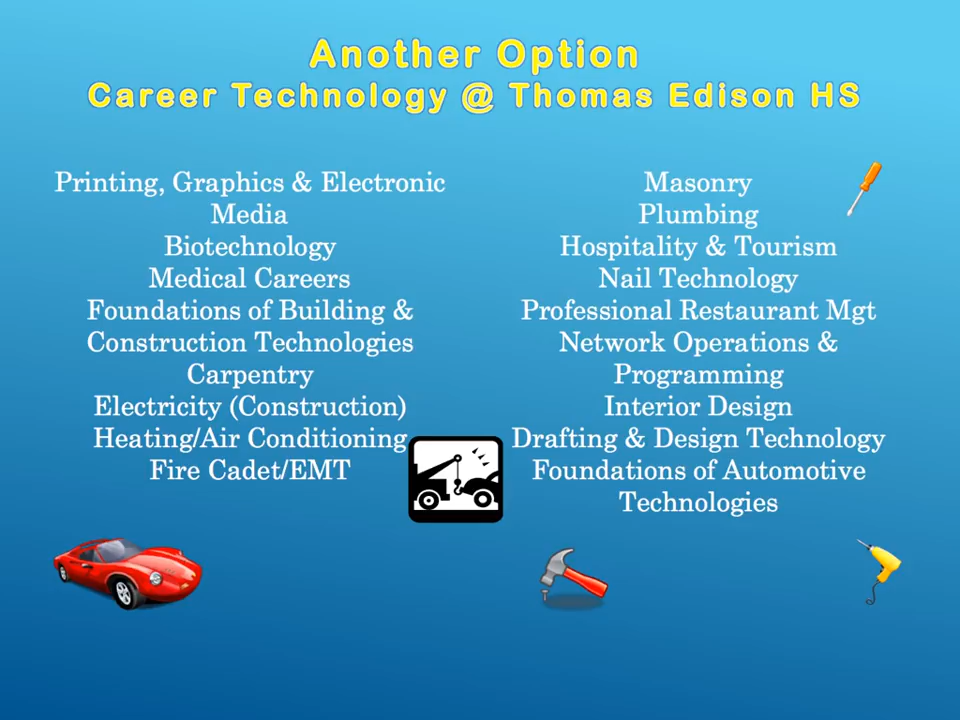 Another Option
Career Technology @ Thomas Edison HS
Printing, Graphics & Electronic
Media
Biotechnology
Medical Careers
Foundations of Building &
Construction Technologies
Carpentry
Electricity (Construction)
Heating/Air Conditioning
Fire Cadet/EMT
Masonry
Plumbing
Hospitality & Tourism
Nail Technology
Professional Restaurant Mgt
Network Operations &
Programming
Interior Design
Drafting & Design Technology
Foundations of Automotive
Technologies